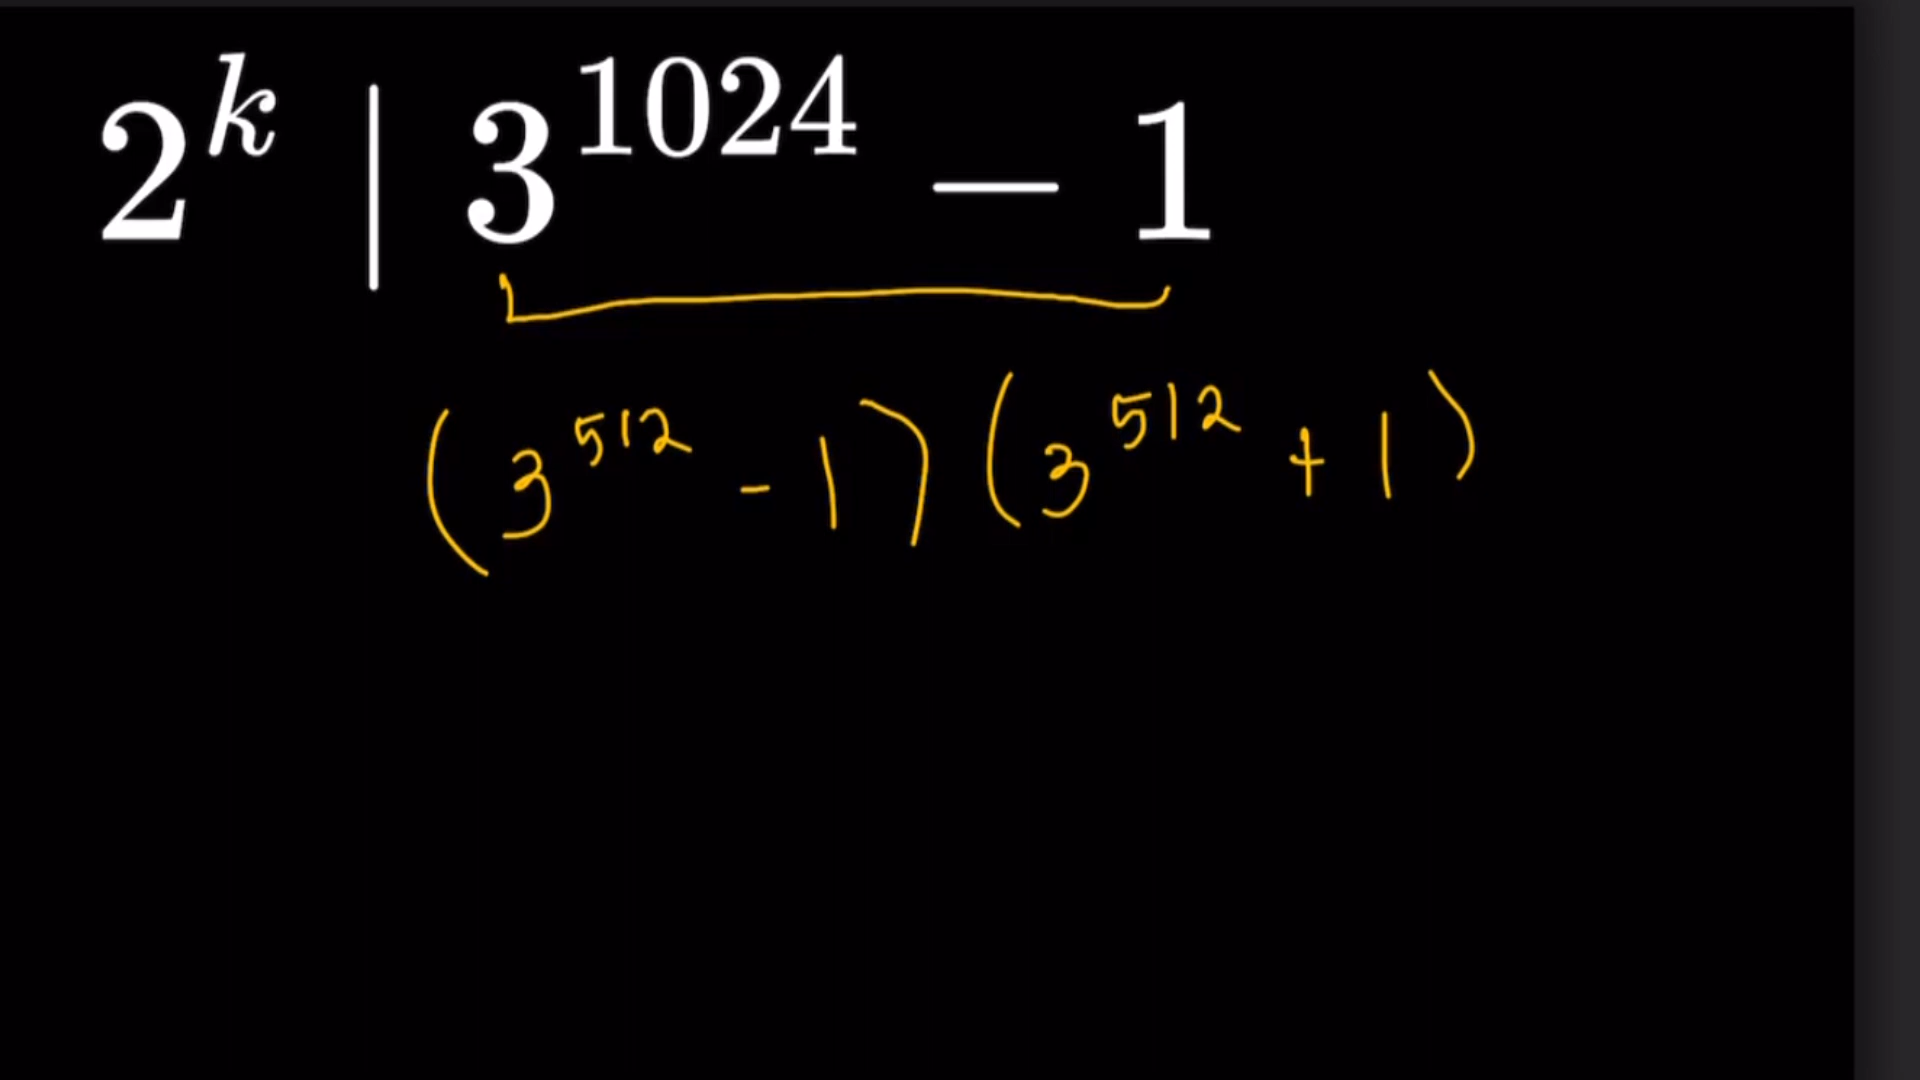 2^k | 3^1024 − 1
(3^512 - 1) (3^512 + 1)